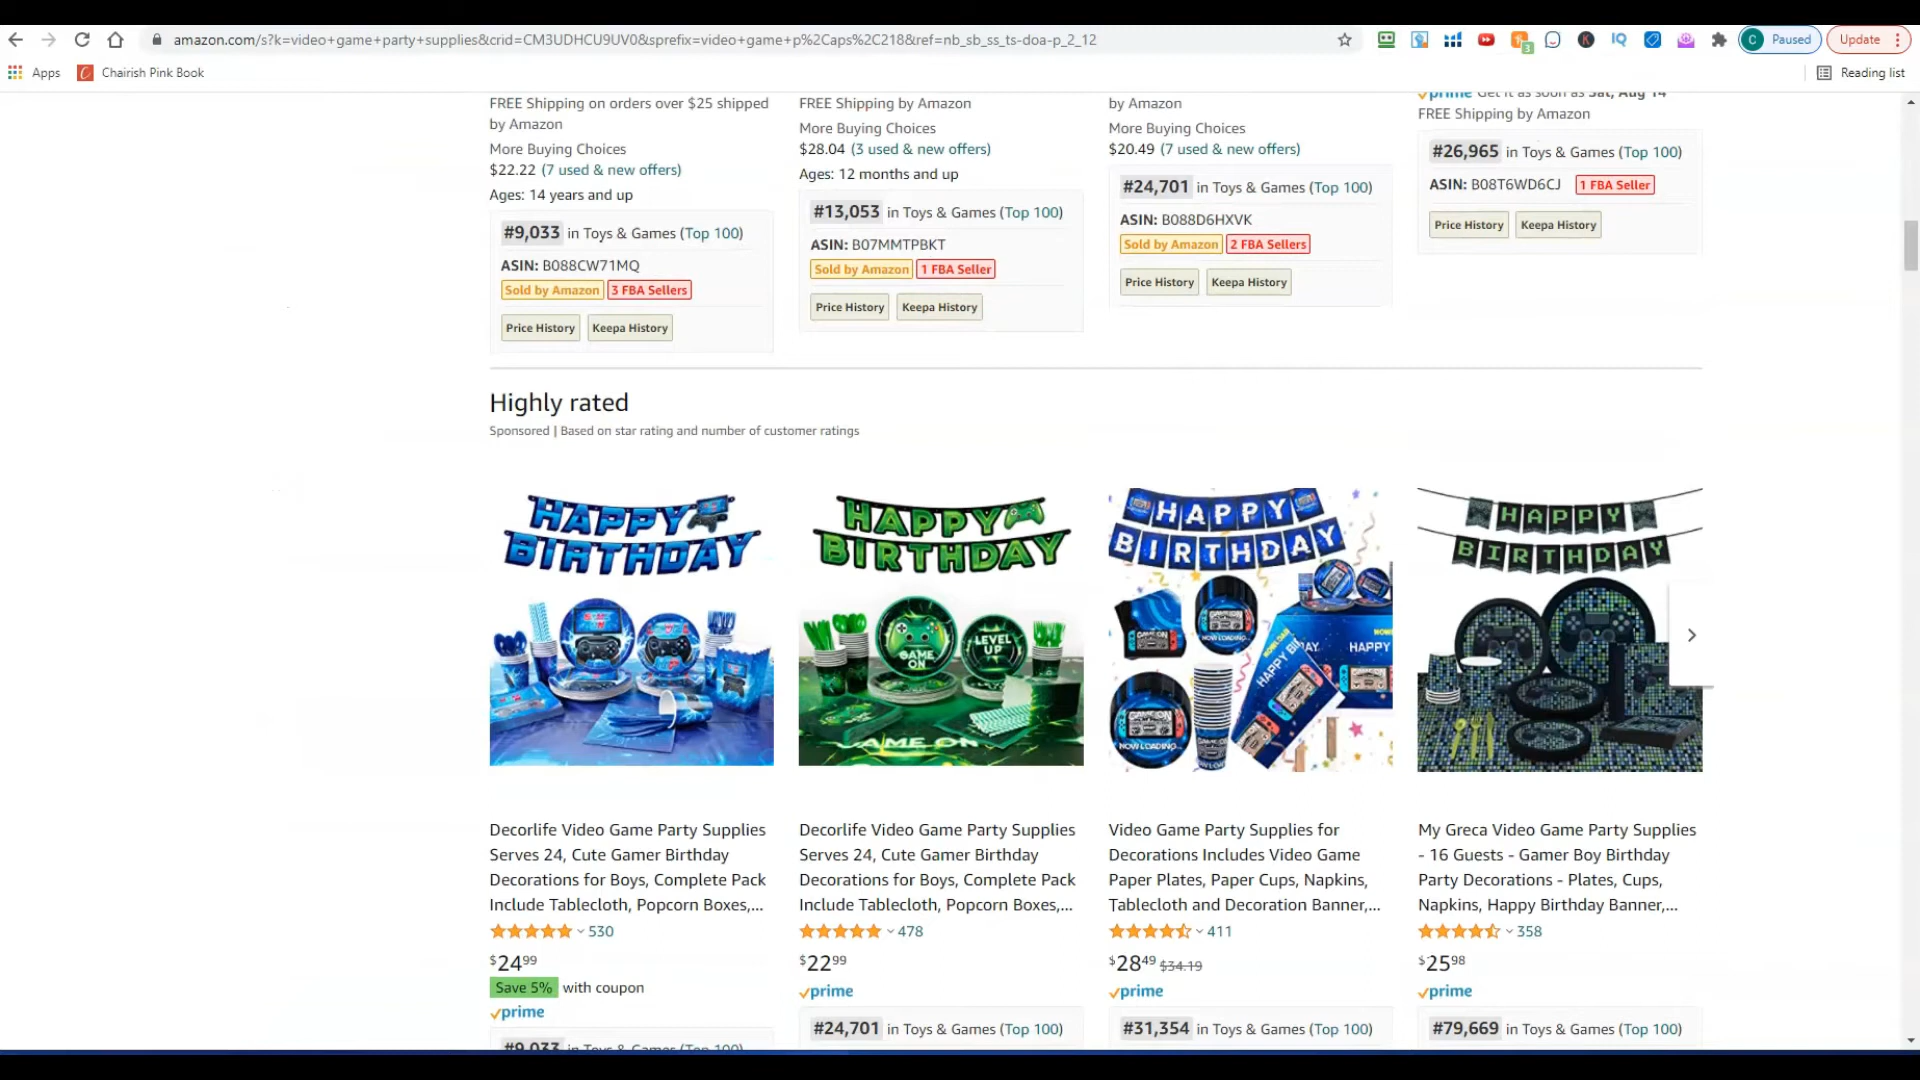 amazon.com/s?k=video+game+party+supplies&crid=CM3UDHCU9UV0&sprefix=video+game+p%2Caps%2C218&ref=nb_sb_ss_ts-doa-p_2_12
3
IQ
C Paused
Update
Apps
Chairish Pink Book
Reading list
FREE Shipping on orders over $25 shipped
by Amazon
More Buying Choices
$22.22 (7 used & new offers)
Ages: 14 years and up
#9,033 in Toys & Games (Top 100)
ASIN: B088CW71MQ
Sold by Amazon 3 FBA Sellers
Price History Keepa History
FREE Shipping by Amazon
More Buying Choices
$28.04 (3 used & new offers)
Ages: 12 months and up
#13,053 in Toys & Games (Top 100)
ASIN: B07MMTPBKT
Sold by Amazon 1 FBA Seller
Price History Keepa History
by Amazon
More Buying Choices
$20.49 (7 used & new offers)
#24,701 in Toys & Games (Top 100)
ASIN: B088D6HXVK
Sold by Amazon 2 FBA Sellers
Price History Keepa History
prime Get it as soon as Sat, Aug 14
FREE Shipping by Amazon
#26,965 in Toys & Games (Top 100)
ASIN: B08T6WD6CJ 1 FBA Seller
Price History Keepa History
Highly rated
Sponsored | Based on star rating and number of customer ratings
HAPPY
BIRTHDAY
HAPPY
BIRTHDAY
GAME
ON
LEVEL
UP
GAME ON
HAPPY
BIRTHDAY
GAME ON
NOW LOADING...
HAPPY
GAME ON
NOW LOADING...
HAPPY
BIRTHDAY
Decorlife Video Game Party Supplies
Serves 24, Cute Gamer Birthday
Decorations for Boys, Complete Pack
Include Tablecloth, Popcorn Boxes,...
530
$24.99
Save 5% with coupon
prime
#9,033 in Toys & Games (Top 100)
Decorlife Video Game Party Supplies
Serves 24, Cute Gamer Birthday
Decorations for Boys, Complete Pack
Include Tablecloth, Popcorn Boxes,...
478
$22.99
prime
#24,701 in Toys & Games (Top 100)
Video Game Party Supplies for
Decorations Includes Video Game
Paper Plates, Paper Cups, Napkins,
Tablecloth and Decoration Banner,...
411
$28.49 $34.19
prime
#31,354 in Toys & Games (Top 100)
My Greca Video Game Party Supplies
- 16 Guests - Gamer Boy Birthday
Party Decorations - Plates, Cups,
Napkins, Happy Birthday Banner,...
358
$25.98
prime
#79,669 in Toys & Games (Top 100)